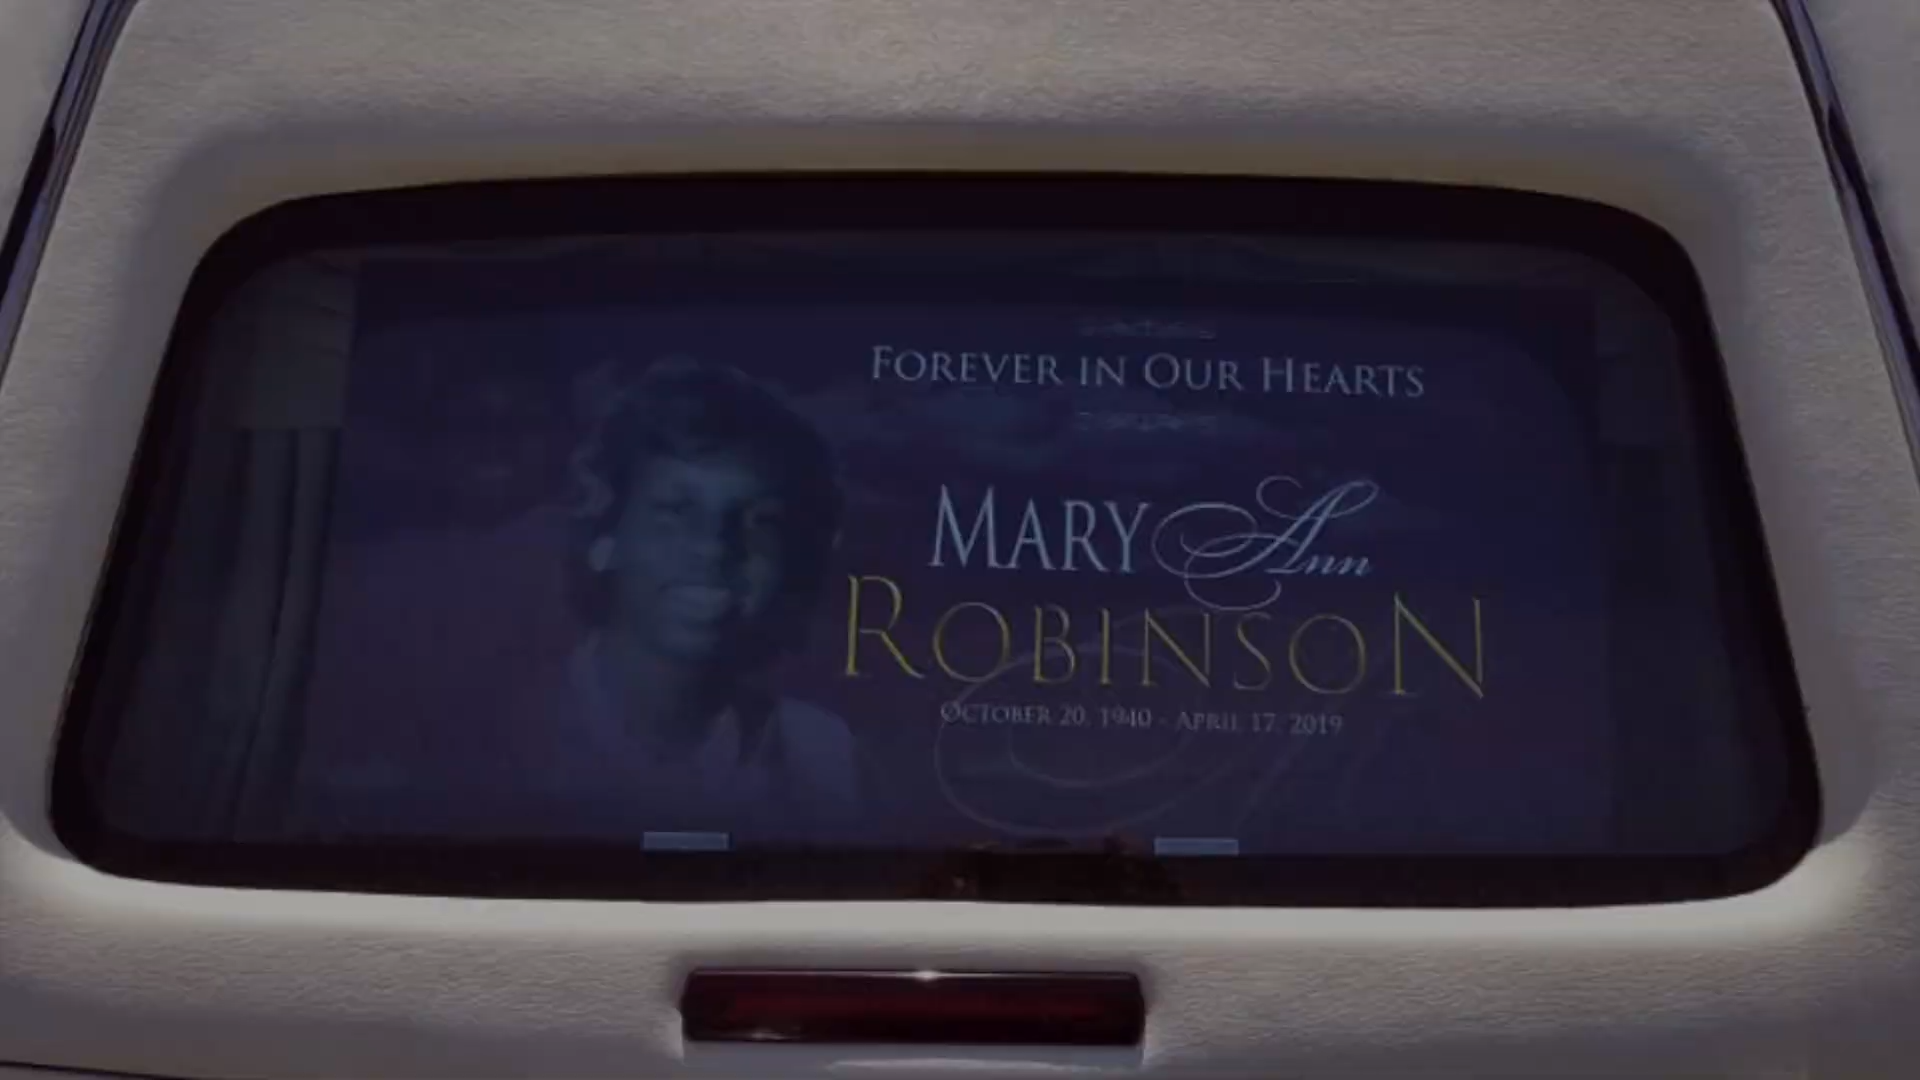 FOREVER IN OUR HEARTS
MARY Ann
ROBINSON
OCTOBER 20, 1940 - APRIL 17, 2019